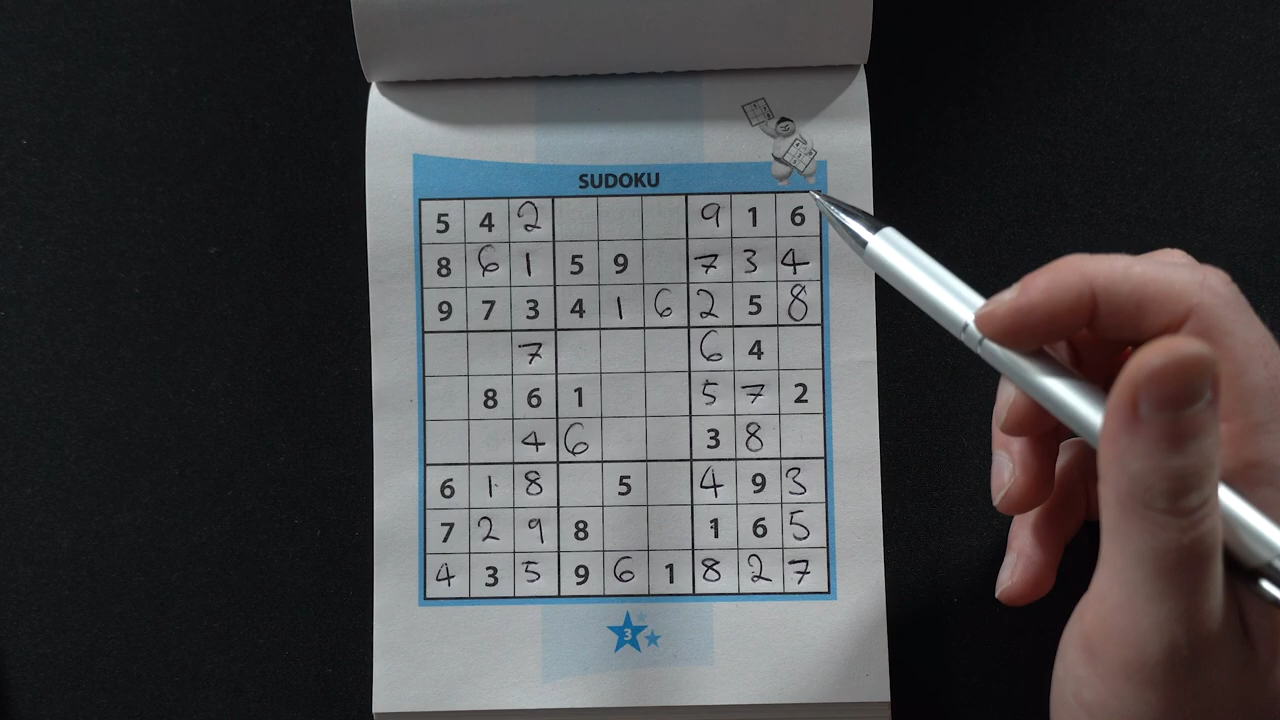 SUDOKU
5 4 2 9 1 6
8 6 1 5 9 7 3 4
9 7 3 4 1 6 2 5 8
7 6 4
8 6 1 5 7 2
4 6 3 8
6 1 8 5 4 9 3
7 2 9 8 1 6 5
4 3 5 9 6 1 8 2 7
3